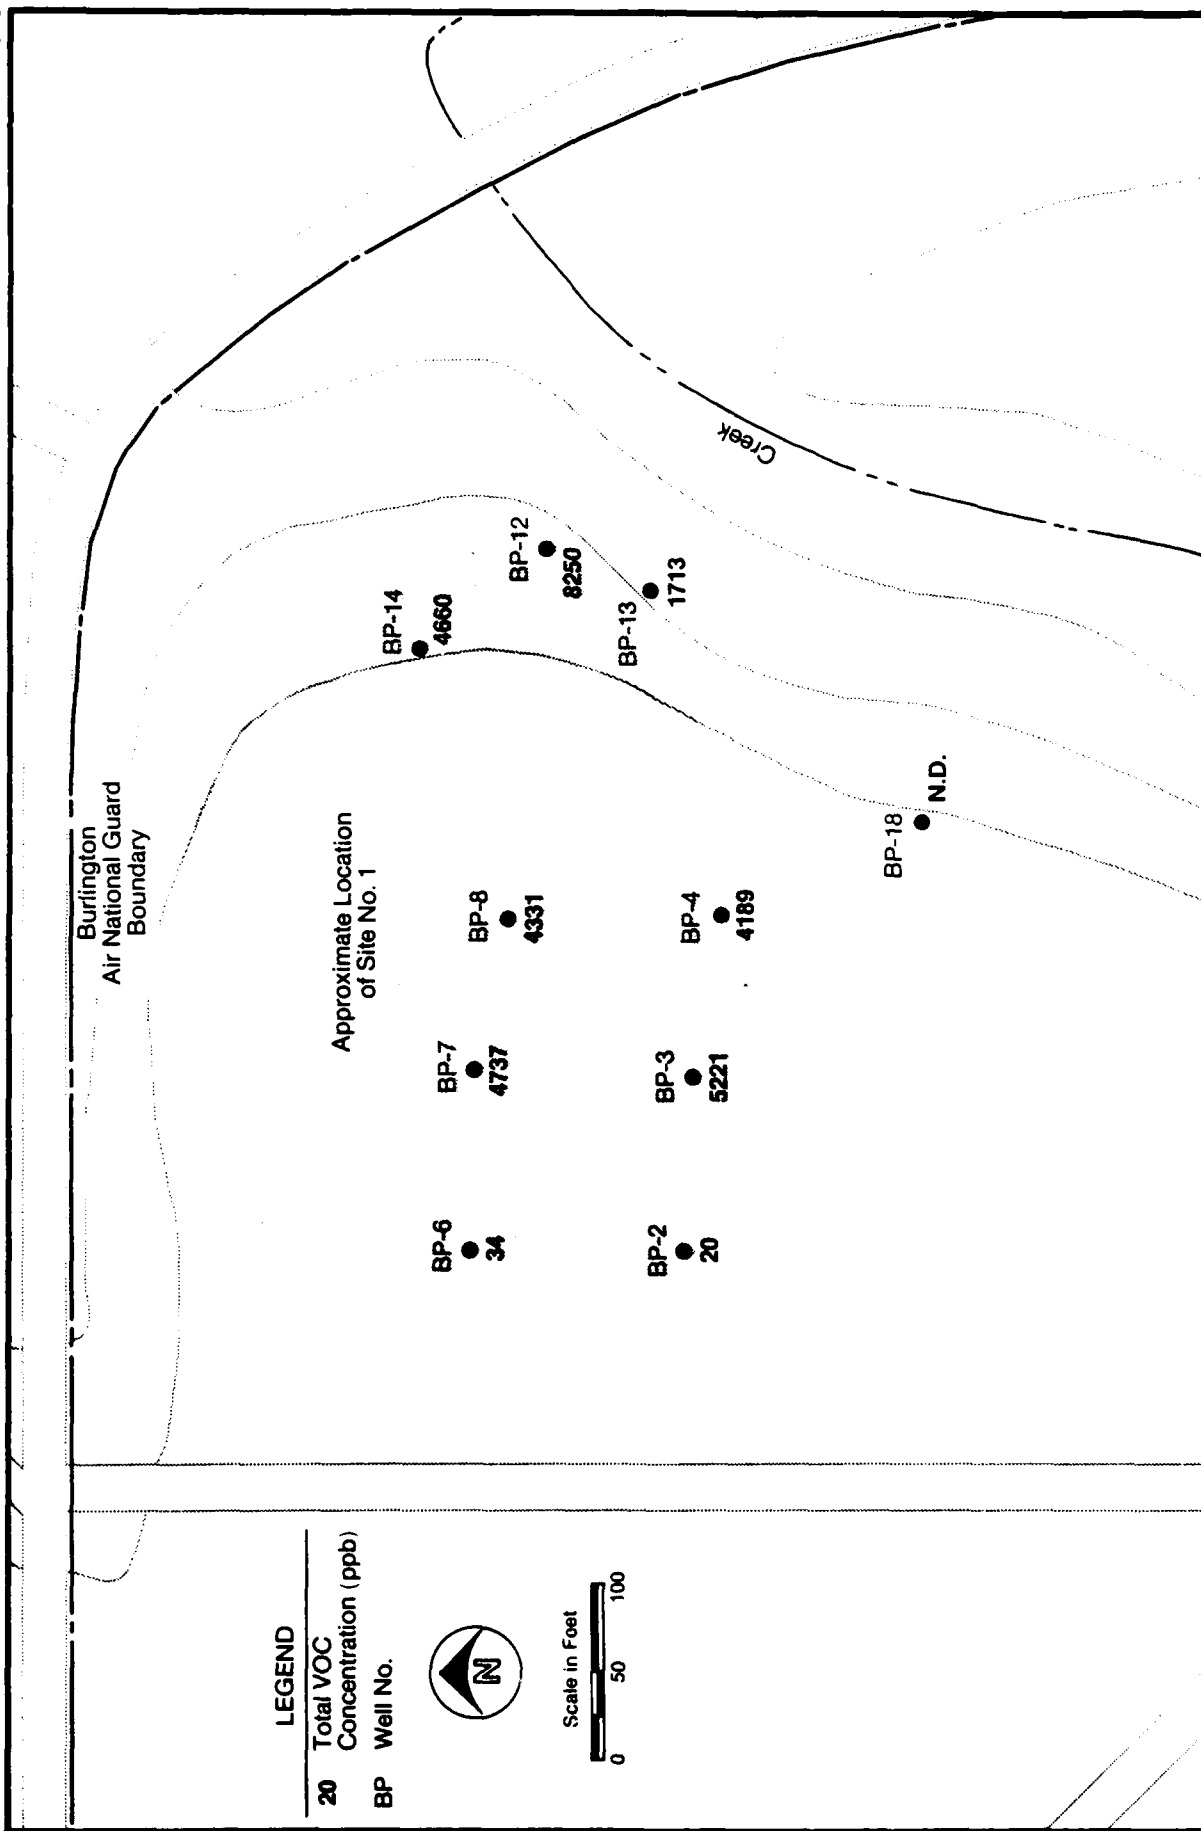 Burlington
Air National Guard
Boundary
Approximate Location
of Site No. 1
BP-14
4660
BP-12
8250
BP-13
1713
Creek
BP-6
34
BP-7
4737
BP-8
4331
BP-2
20
BP-3
5221
BP-4
4189
BP-18
N.D.
LEGEND
20 Total VOC
Concentration (ppb)
BP Well No.
N
Scale in Feet
0 50 100